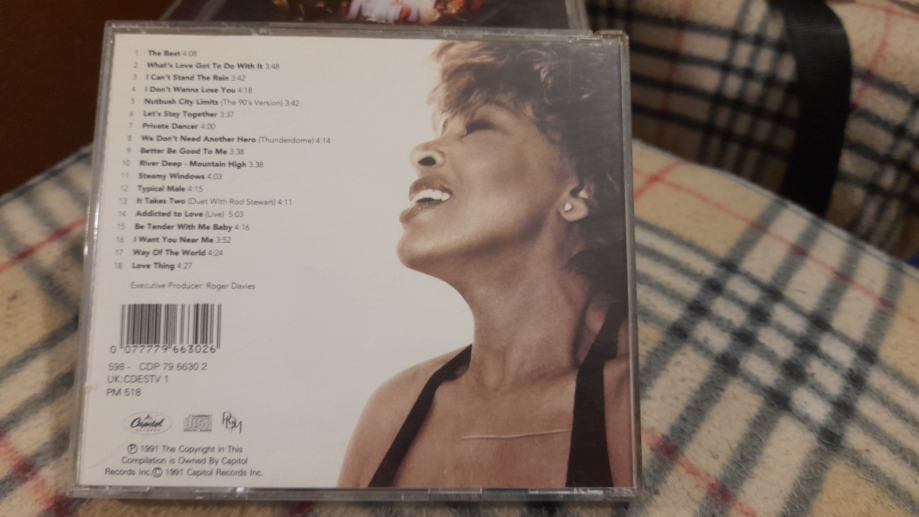 1 The Best 4:08
2 What's Love Got To Do With It 3:48
3 I Can't Stand The Rain 3:42
4 I Don't Wanna Lose You 4:18
5 Nutbush City Limits (The 90's Version) 3:42
6 Let's Stay Together 3:37
7 Private Dancer 4:00
8 We Don't Need Another Hero (Thunderdome) 4:14
9 Better Be Good To Me 3:38
10 River Deep - Mountain High 3:38
11 Steamy Windows 4:03
12 Typical Male 4:15
13 It Takes Two (Duet With Rod Stewart) 4:11
14 Addicted to Love (Live) 5:03
15 Be Tender With Me Baby 4:16
16 I Want You Near Me 3:52
17 Way Of The World 4:24
18 Love Thing 4:27
Executive Producer: Roger Davies
0 077779 663026
598 - CDP 79 6630 2
UK:CDESTV 1
PM 518
Capitol
RDM
Ⓟ 1991 The Copyright in This
Compilation is Owned By Capitol
Records Inc.© 1991 Capitol Records Inc.